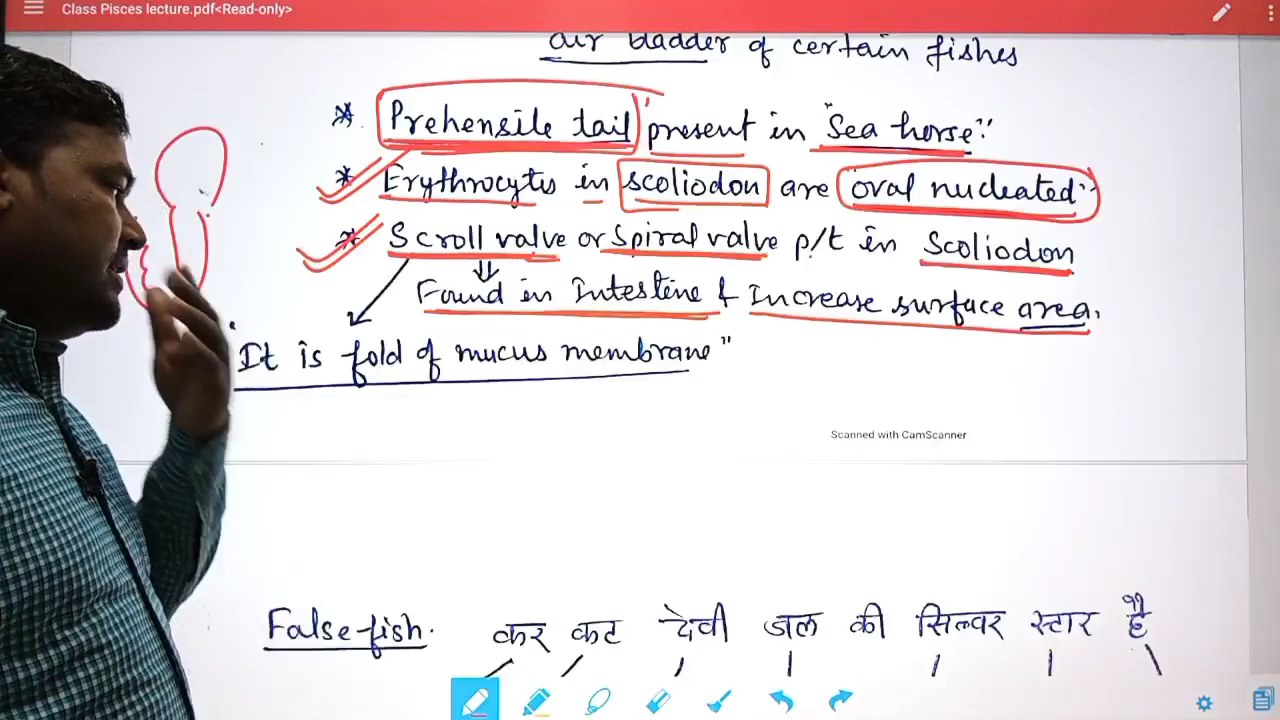 Class Pisces lecture.pdf<Read-only>
air bladder of certain fishes
* Prehensile tail' present in "Sea horse"
* Erythrocytes in scoliodon are "oval nucleated"
* Scroll valve or Spiral valve p/t in Scoliodon
Found in Intestine & Increase surface area.
"It is fold of mucus membrane"
Scanned with CamScanner
False fish. कर कट देवी जल की सिल्वर स्टार है